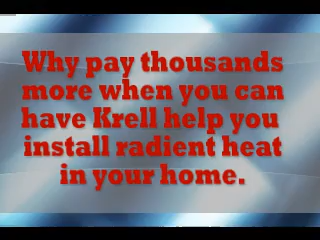 Why pay thousands
more when you can
have Krell help you
install radient heat
in your home.